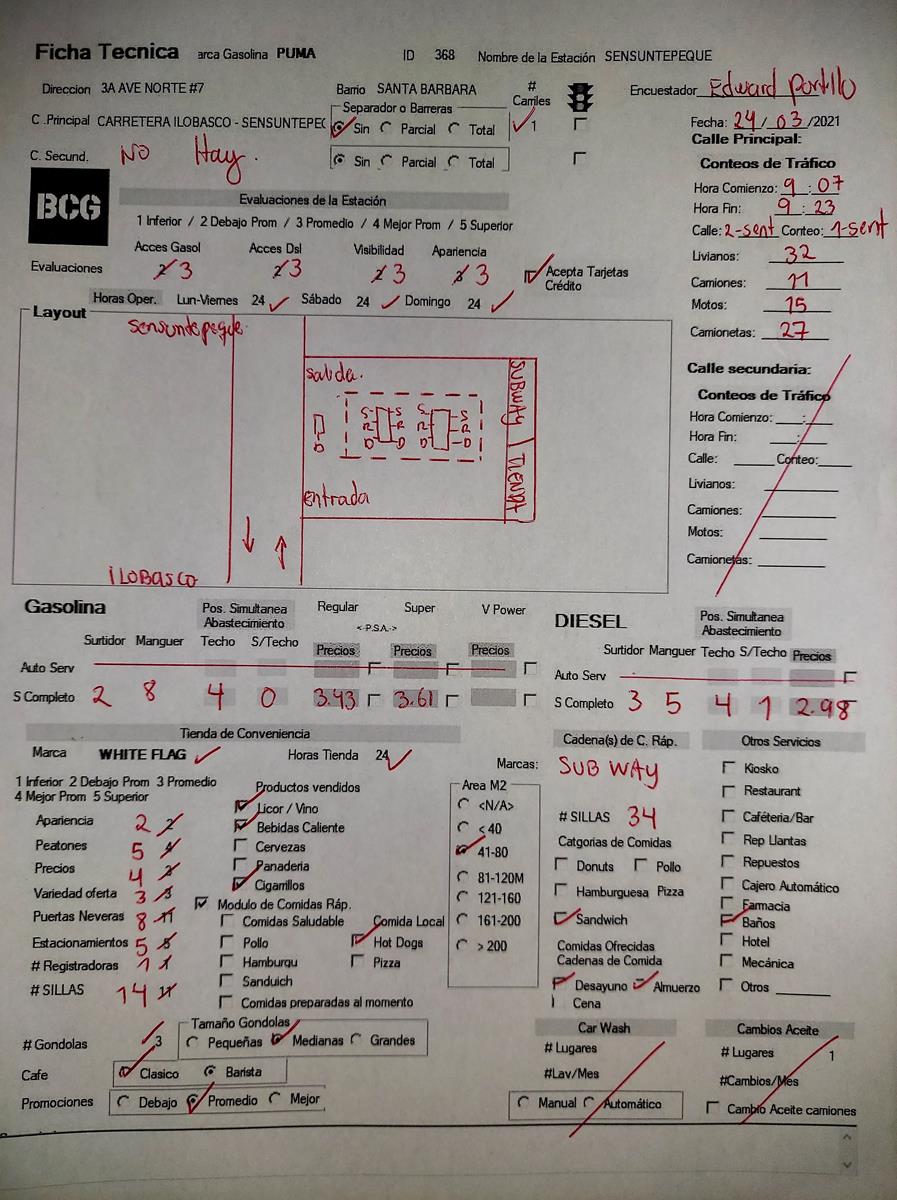 Ficha Tecnica arca Gasolina PUMA ID 368 Nombre de la Estación SENSUNTEPEQUE
Direccion 3A AVE NORTE #7 Barrio SANTA BARBARA # Carriles Encuestador Edward Portillo
Separador o Barreras
C .Principal CARRETERA ILOBASCO - SENSUNTEPEC Sin Parcial Total 1 Fecha: 24/03/2021
Calle Principal:
C. Secund. NO Hay. Sin Parcial Total
Conteos de Tráfico
BCG
Hora Comienzo: 9 : 07
Evaluaciones de la Estación
Hora Fin: 9 : 23
1 Inferior / 2 Debajo Prom / 3 Promedio / 4 Mejor Prom / 5 Superior
Calle: 2-sent Conteo: 1-sent
Acces Gasol Acces Dsl Visibilidad Apariencia
Livianos: 32
Evaluaciones 3 3 3 3 Acepta Tarjetas Crédito
Camiones: 11
Horas Oper. Lun-Viernes 24 Sábado 24 Domingo 24
Motos: 15
Camionetas: 27
Layout
sensuntepeque
salida.
SUBWAY
S S S S
R R R R
D D D D D
entrada
TIENDA
ILOBASCO
Calle secundaria:
Conteos de Tráfico
Hora Comienzo: :
Hora Fin: :
Calle: Conteo:
Livianos:
Camiones:
Motos:
Camionetas:
Gasolina
Pos. Simultanea Abastecimiento Regular Super V Power
<-P.S.A.->
Surtidor Manguer Techo S/Techo Precios Precios Precios
Auto Serv
S Completo 2 8 4 0 3.43 3.61
DIESEL
Pos. Simultanea Abastecimiento
Surtidor Manguer Techo S/Techo Precios
Auto Serv
S Completo 3 5 4 1 2.98
Tienda de Conveniencia
Marca WHITE FLAG Horas Tienda 24
1 Inferior 2 Debajo Prom 3 Promedio
4 Mejor Prom 5 Superior
Apariencia 2 2
Peatones 5
Precios 4
Variedad oferta 3 3
Puertas Neveras 8 11
Estacionamientos 5
# Registradoras 1 1
# SILLAS 14 11
Productos vendidos
Licor / Vino
Bebidas Caliente
Cervezas
Panaderia
Cigarrillos
Modulo de Comidas Ráp.
Comidas Saludable Comida Local
Pollo Hot Dogs
Hamburgu Pizza
Sanduich
Comidas preparadas al momento
Area M2
<N/A>
< 40
41-80
81-120M
121-160
161-200
> 200
# Gondolas 3
Tamaño Gondolas
Pequeñas Medianas Grandes
Cafe Clasico Barista
Promociones Debajo Promedio Mejor
Cadena(s) de C. Ráp.
Marcas: SUB WAY
# SILLAS 34
Catgorias de Comidas
Donuts Pollo
Hamburguesa Pizza
Sandwich
Comidas Ofrecidas
Cadenas de Comida
Desayuno Almuerzo
Cena
Otros Servicios
Kiosko
Restaurant
Caféteria/Bar
Rep Llantas
Repuestos
Cajero Automático
Farmacia
Baños
Hotel
Mecánica
Otros
Car Wash
# Lugares
#Lav/Mes
Manual Automático
Cambios Aceite
# Lugares 1
#Cambios/Mes
Cambio Aceite camiones